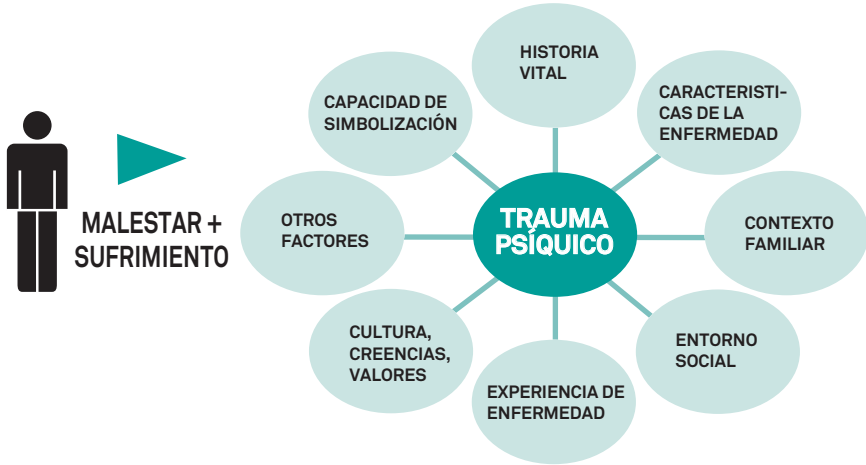 MALESTAR +
SUFRIMIENTO
TRAUMA
PSÍQUICO
HISTORIA
VITAL
CARACTERISTI-
CAS DE LA
ENFERMEDAD
CONTEXTO
FAMILIAR
ENTORNO
SOCIAL
EXPERIENCIA DE
ENFERMEDAD
CULTURA,
CREENCIAS,
VALORES
OTROS
FACTORES
CAPACIDAD DE
SIMBOLIZACIÓN